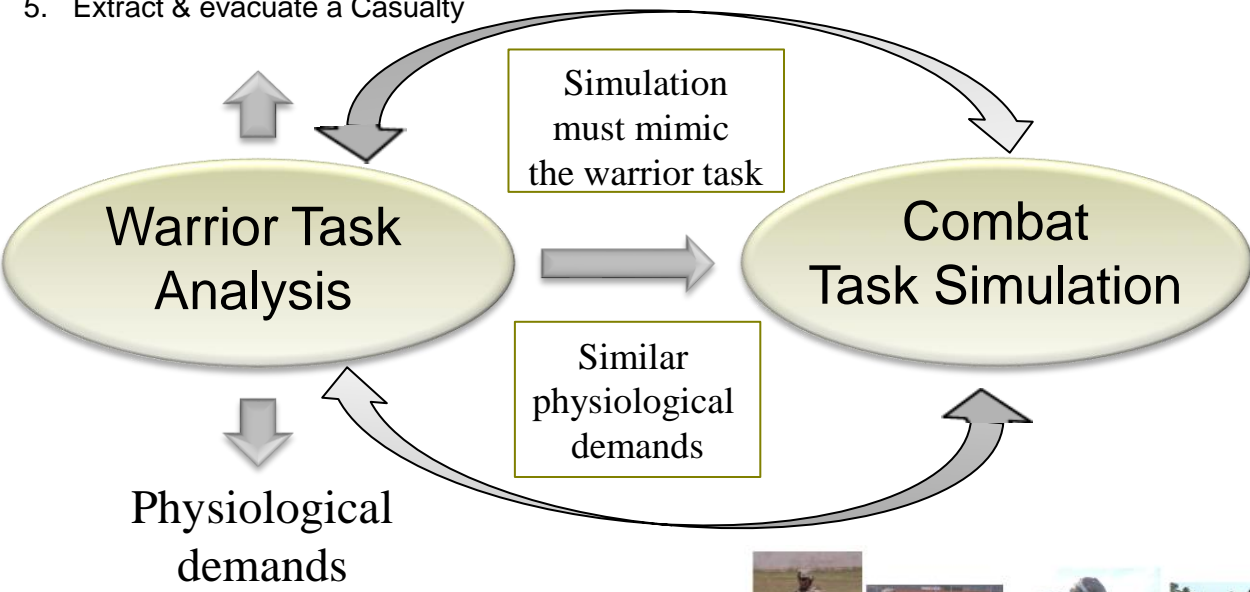 5. Extract & evacuate a Casualty
Simulation
must mimic
the warrior task
Warrior Task
Analysis
Combat
Task Simulation
Similar
physiological
demands
Physiological
demands